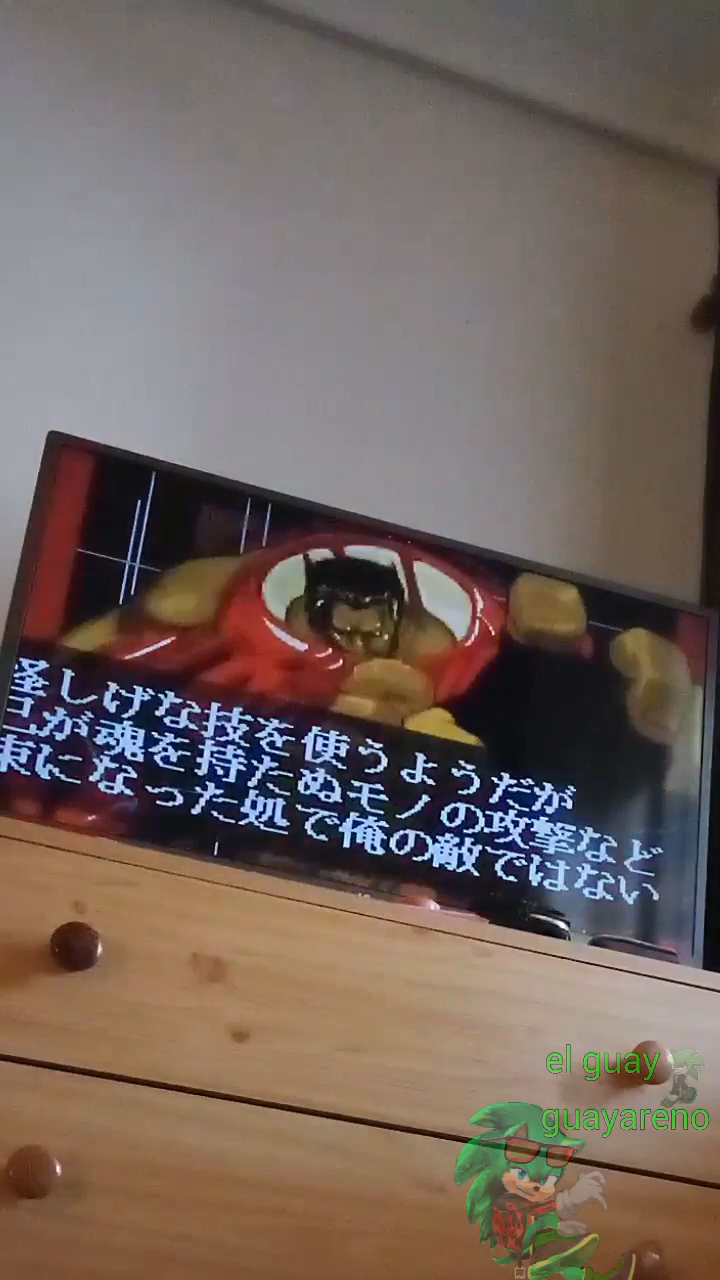 しげな技を使うようだが
が魂を持たぬモノの攻撃など
になった処で俺の敵ではない
el guay
guayareno